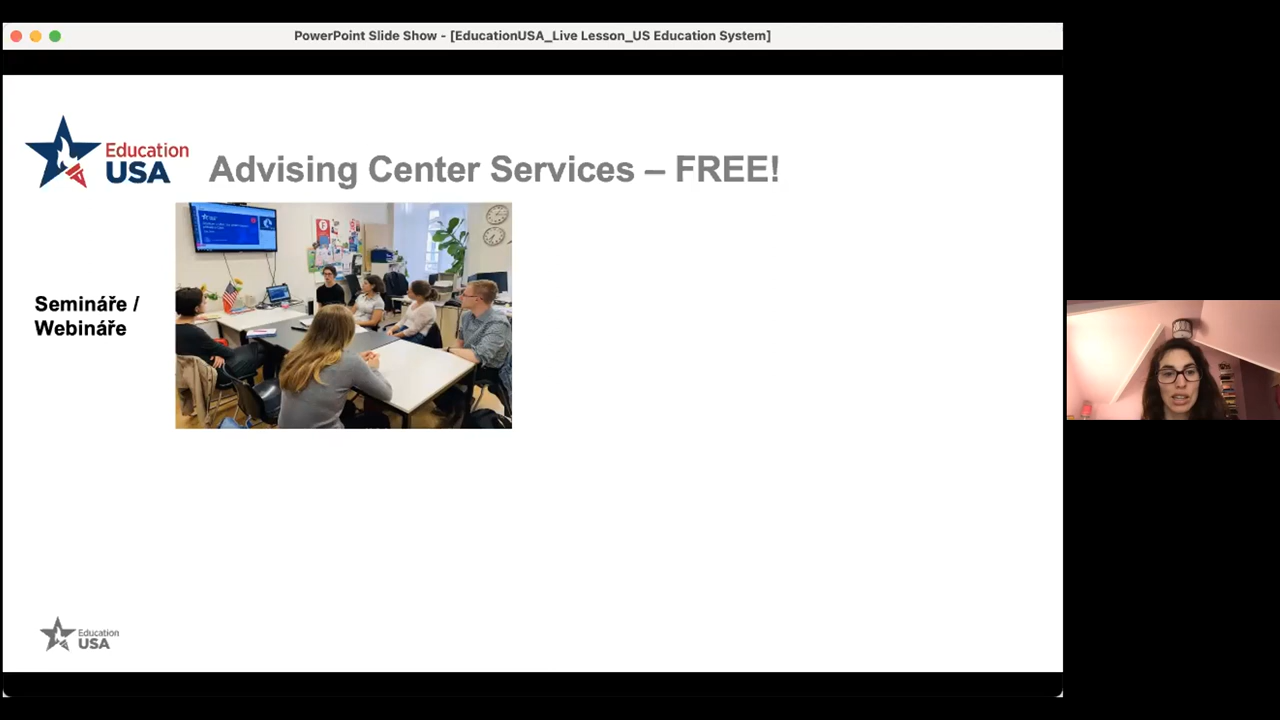 PowerPoint Slide Show - [EducationUSA_Live Lesson_US Education System]
Education
USA
Advising Center Services – FREE!
Semináře /
Webináře
Education
USA